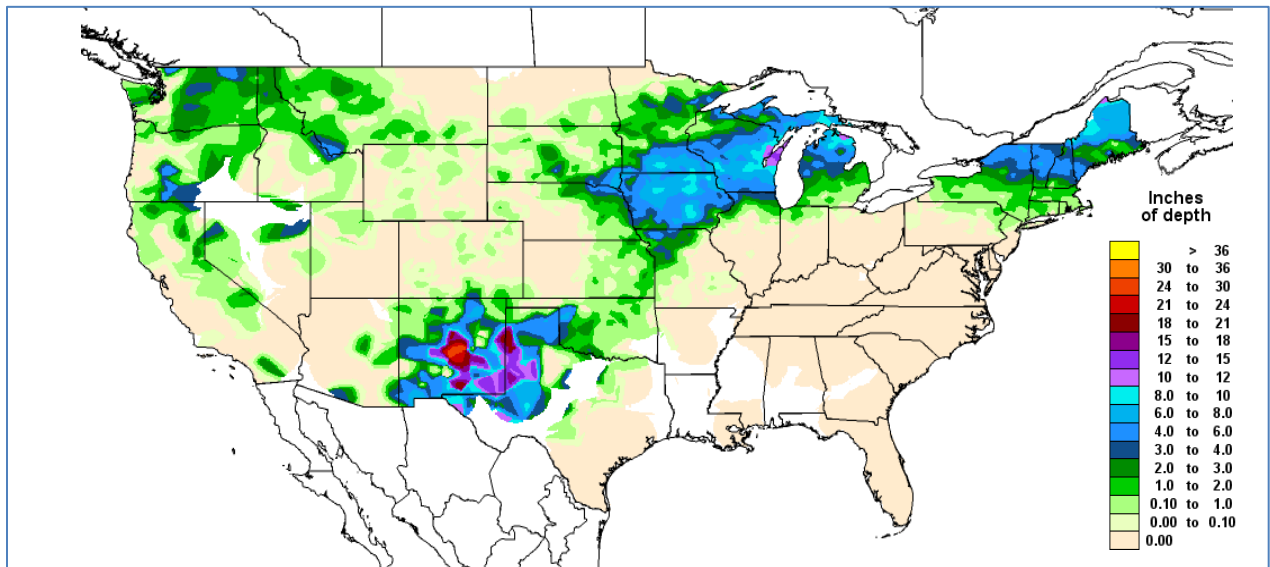 Inches
of depth
> 36
30 to 36
24 to 30
21 to 24
18 to 21
15 to 18
12 to 15
10 to 12
8.0 to 10
6.0 to 8.0
4.0 to 6.0
3.0 to 4.0
2.0 to 3.0
1.0 to 2.0
0.10 to 1.0
0.00 to 0.10
0.00